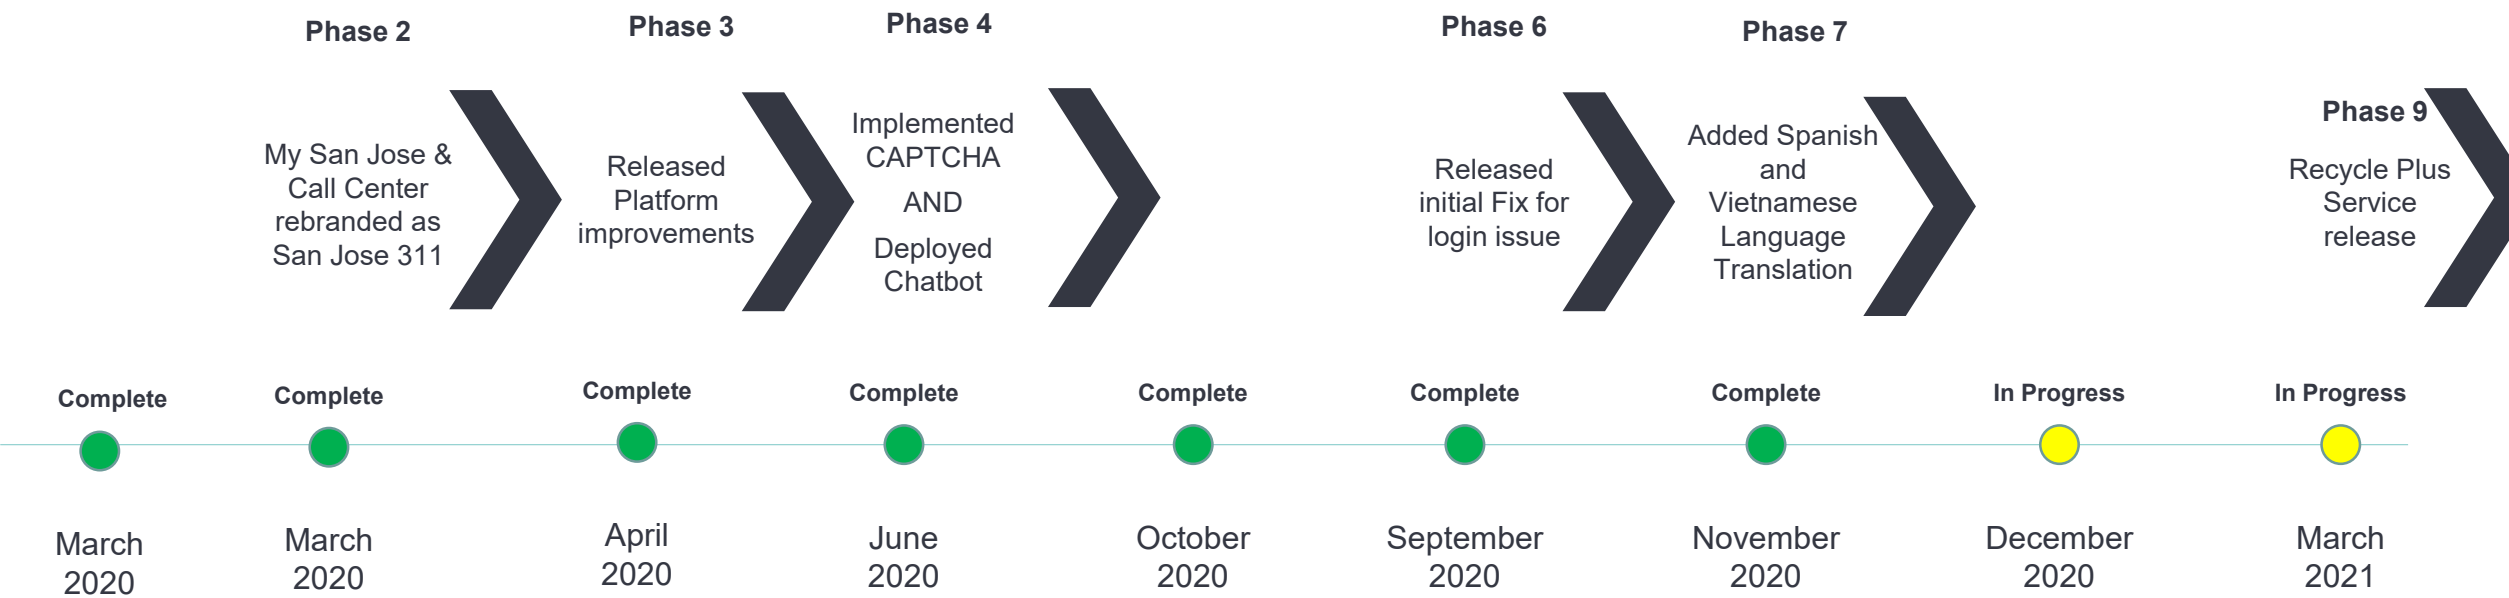 Phase 2
My San Jose &
Call Center
rebranded as
San Jose 311
Phase 3
Released
Platform
improvements
Phase 4
Implemented
CAPTCHA
AND
Deployed
Chatbot
Phase 6
Released
initial Fix for
login issue
Phase 7
Added Spanish
and
Vietnamese
Language
Translation
Phase 9
Recycle Plus
Service
release
Complete
Complete
Complete
Complete
Complete
Complete
Complete
In Progress
In Progress
March
2020
March
2020
April
2020
June
2020
October
2020
September
2020
November
2020
December
2020
March
2021